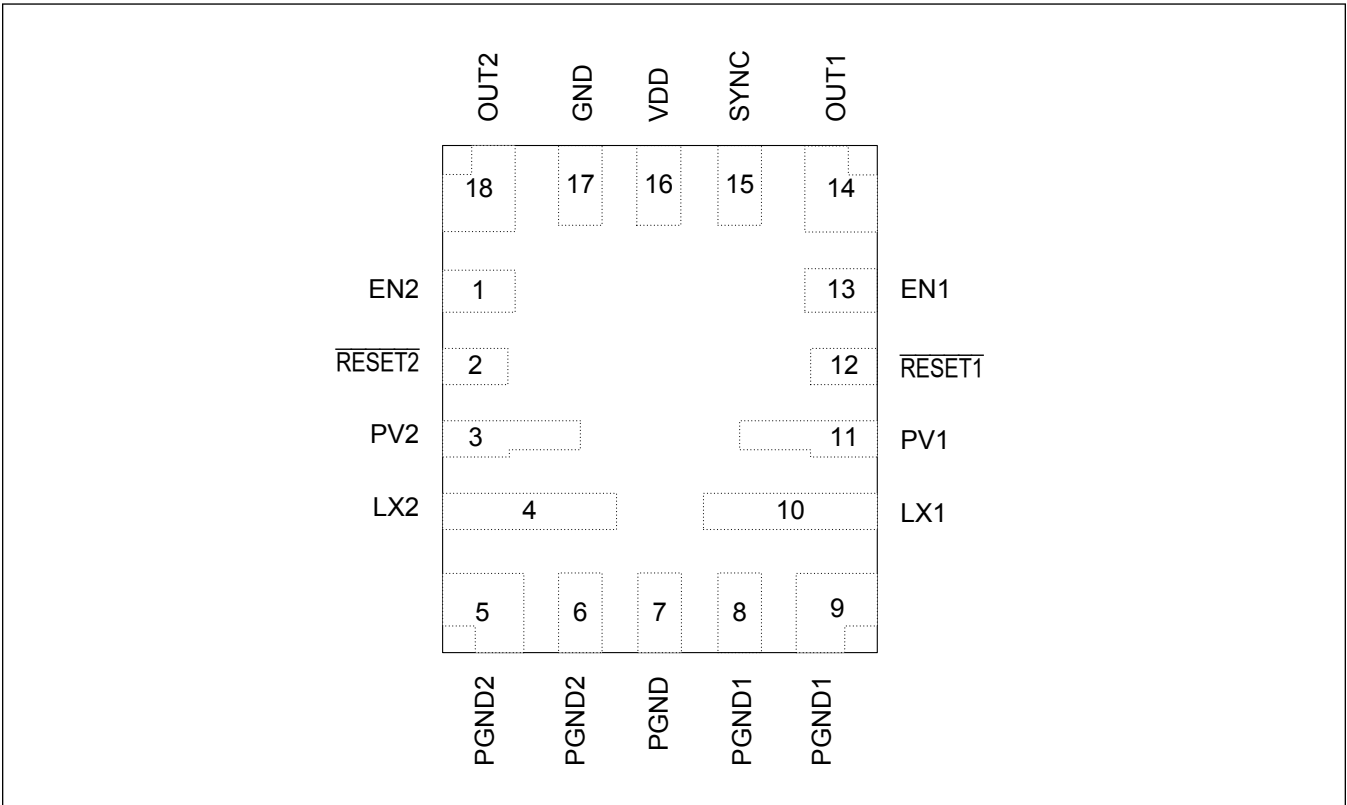 OUT2
GND
VDD
SYNC
OUT1
18
17
16
15
14
EN2
1
13
EN1
RESET2
2
12
RESET1
PV2
3
11
PV1
LX2
4
10
LX1
5
6
7
8
9
PGND2
PGND2
PGND
PGND1
PGND1